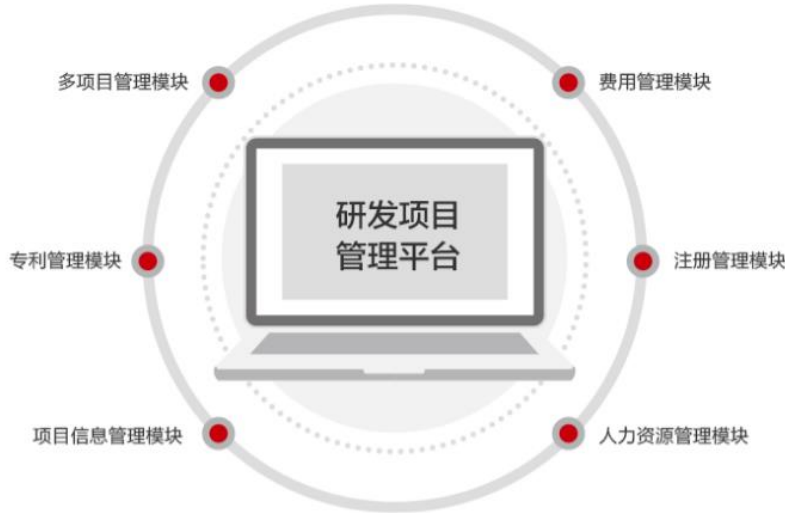 多项目管理模块
费用管理模块
研发项目
管理平台
专利管理模块
注册管理模块
项目信息管理模块
人力资源管理模块